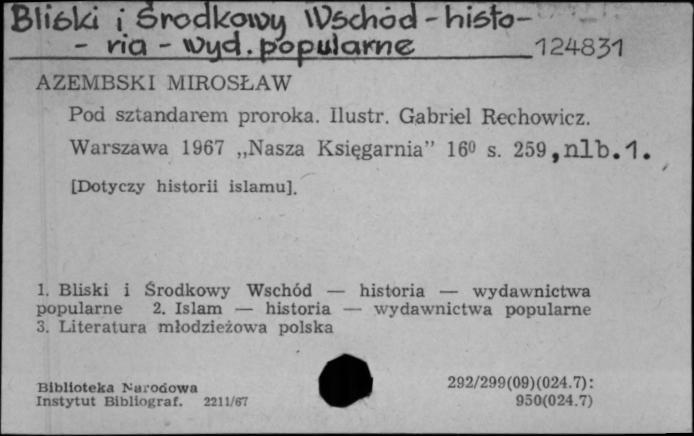 Bliski i Środkowy Wschód - histo-
- ria - wyd. popularne 124831
AZEMBSKI MIROSŁAW
Pod sztandarem proroka. Ilustr. Gabriel Rechowicz.
Warszawa 1967 „Nasza Księgarnia” 16⁰ s. 259, nlb. 1.
[Dotyczy historii islamu].
1. Bliski i Środkowy Wschód — historia — wydawnictwa
popularne 2. Islam — historia — wydawnictwa popularne
3. Literatura młodzieżowa polska
Biblioteka Narodowa 292/299(09)(024.7):
Instytut Bibliograf. 2211/67 950(024.7)